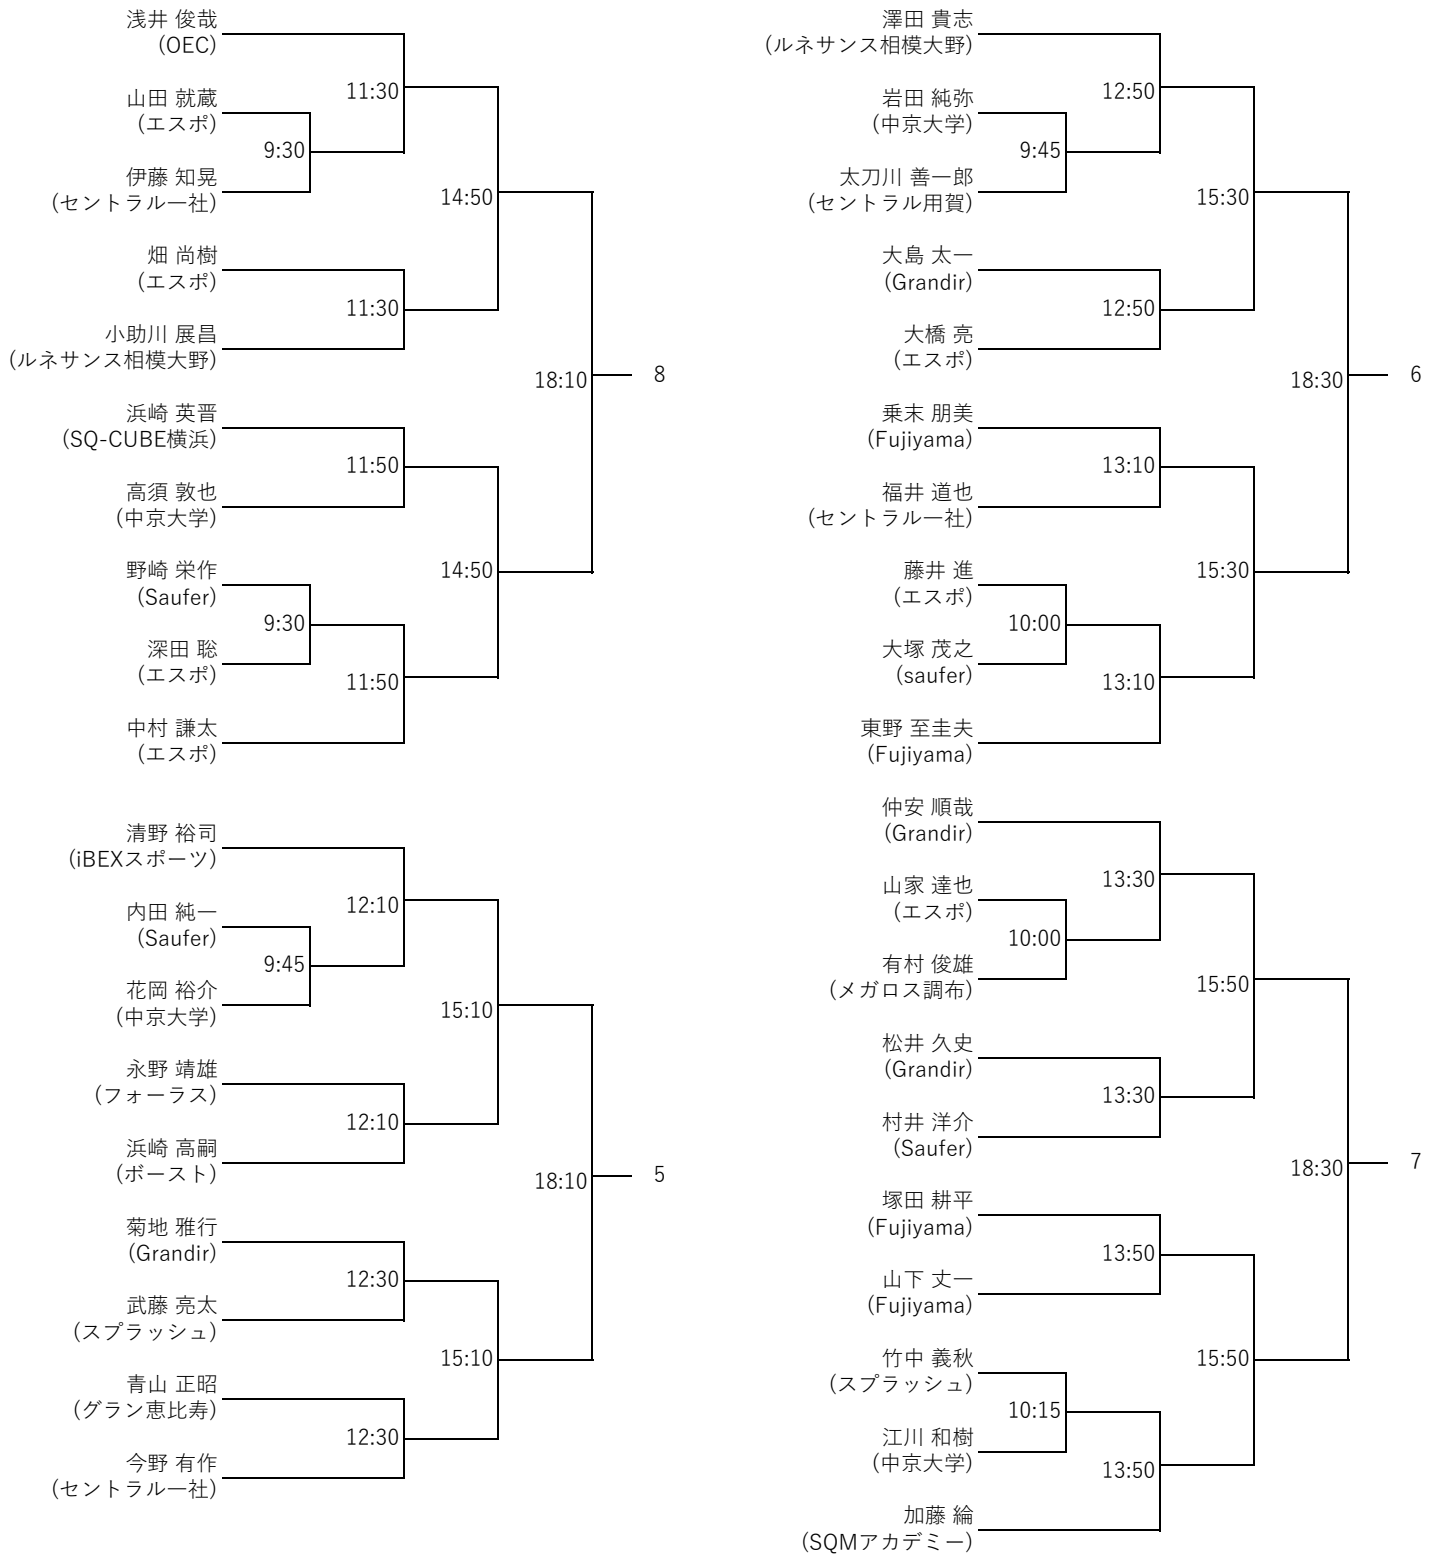 浅井 俊哉
(OEC)
11:30
山田 就蔵
(エスポ)
9:30
伊藤 知晃
(セントラル一社)
14:50
畑 尚樹
(エスポ)
11:30
小助川 展昌
(ルネサンス相模大野)
18:10
8
浜崎 英晋
(SQ-CUBE横浜)
11:50
高須 敦也
(中京大学)
野崎 栄作
(Saufer)
14:50
9:30
深田 聡
(エスポ)
11:50
中村 謙太
(エスポ)
清野 裕司
(iBEXスポーツ)
12:10
内田 純一
(Saufer)
9:45
花岡 裕介
(中京大学)
15:10
永野 靖雄
(フォーラス)
12:10
浜崎 高嗣
(ボースト)
18:10
5
菊地 雅行
(Grandir)
12:30
武藤 亮太
(スプラッシュ)
15:10
青山 正昭
(グラン恵比寿)
12:30
今野 有作
(セントラル一社)
澤田 貴志
(ルネサンス相模大野)
12:50
岩田 純弥
(中京大学)
9:45
太刀川 善一郎
(セントラル用賀)
15:30
大島 太一
(Grandir)
12:50
大橋 亮
(エスポ)
18:30
6
乗末 朋美
(Fujiyama)
13:10
福井 道也
(セントラル一社)
藤井 進
(エスポ)
15:30
10:00
大塚 茂之
(saufer)
13:10
東野 至圭夫
(Fujiyama)
仲安 順哉
(Grandir)
13:30
山家 達也
(エスポ)
10:00
有村 俊雄
(メガロス調布)
15:50
松井 久史
(Grandir)
13:30
村井 洋介
(Saufer)
18:30
7
塚田 耕平
(Fujiyama)
13:50
山下 丈一
(Fujiyama)
竹中 義秋
(スプラッシュ)
15:50
10:15
江川 和樹
(中京大学)
13:50
加藤 綸
(SQMアカデミー)